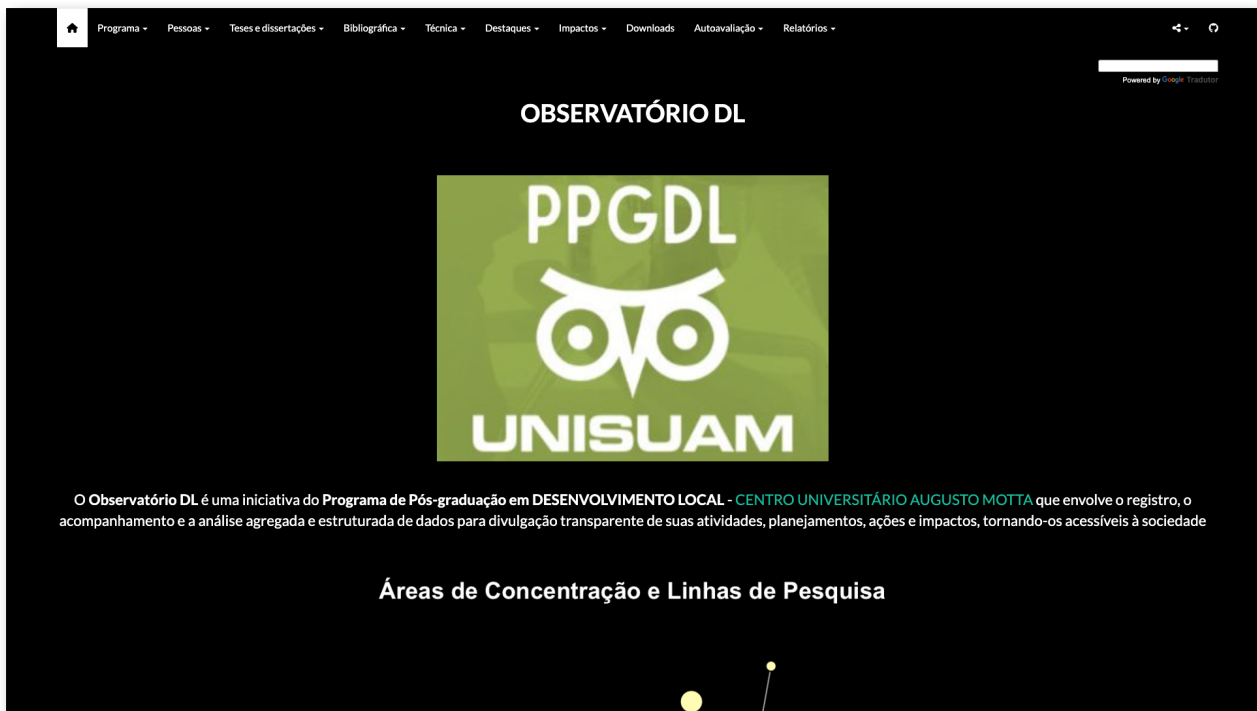 Programa Pessoas Teses e dissertações Bibliográfica Técnica Destaques Impactos Downloads Autoavaliação Relatórios
Powered by Google Tradutor
OBSERVATÓRIO DL
PPGDL
UNISUAM
O Observatório DL é uma iniciativa do Programa de Pós-graduação em DESENVOLVIMENTO LOCAL - CENTRO UNIVERSITÁRIO AUGUSTO MOTTA que envolve o registro, o
acompanhamento e a análise agregada e estruturada de dados para divulgação transparente de suas atividades, planejamentos, ações e impactos, tornando-os acessíveis à sociedade
Áreas de Concentração e Linhas de Pesquisa